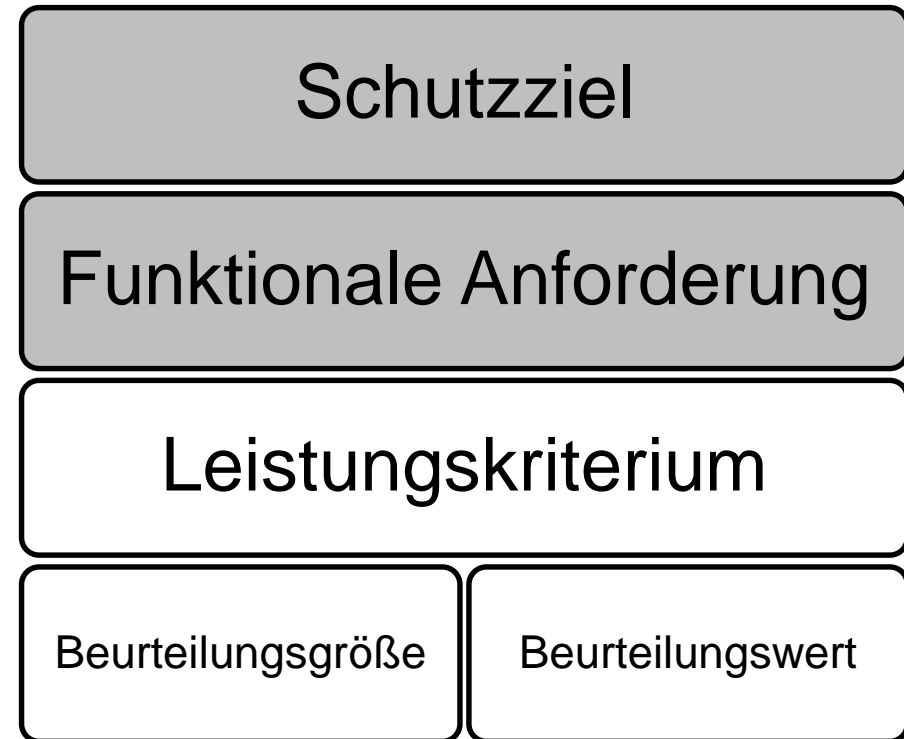 Schutzziel
Funktionale Anforderung
Leistungskriterium
Beurteilungsgröße Beurteilungswert